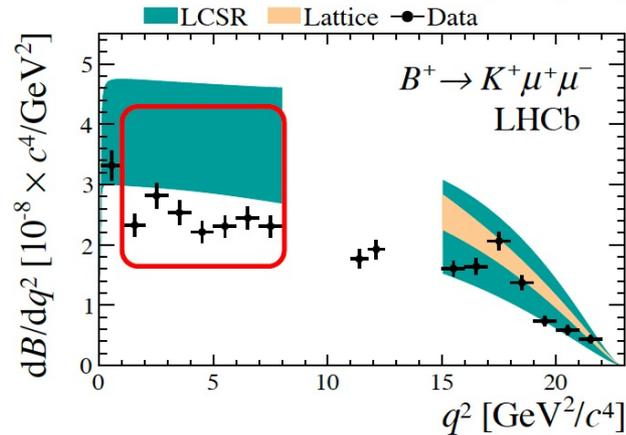 LCSR Lattice Data
B⁺ → K⁺μ⁺μ⁻
LHCb
dB/dq² [10⁻⁸ × c⁴/GeV²]
5
4
3
2
1
0
0 5 10 15 20
q² [GeV²/c⁴]